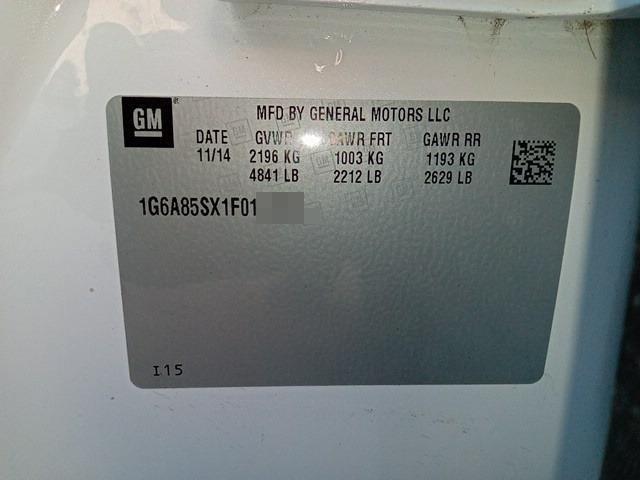 GM
MFD BY GENERAL MOTORS LLC
DATE GVWR GAWR FRT GAWR RR
11/14 2196 KG 1003 KG 1193 KG
4841 LB 2212 LB 2629 LB
1G6A85SX1F01
I15